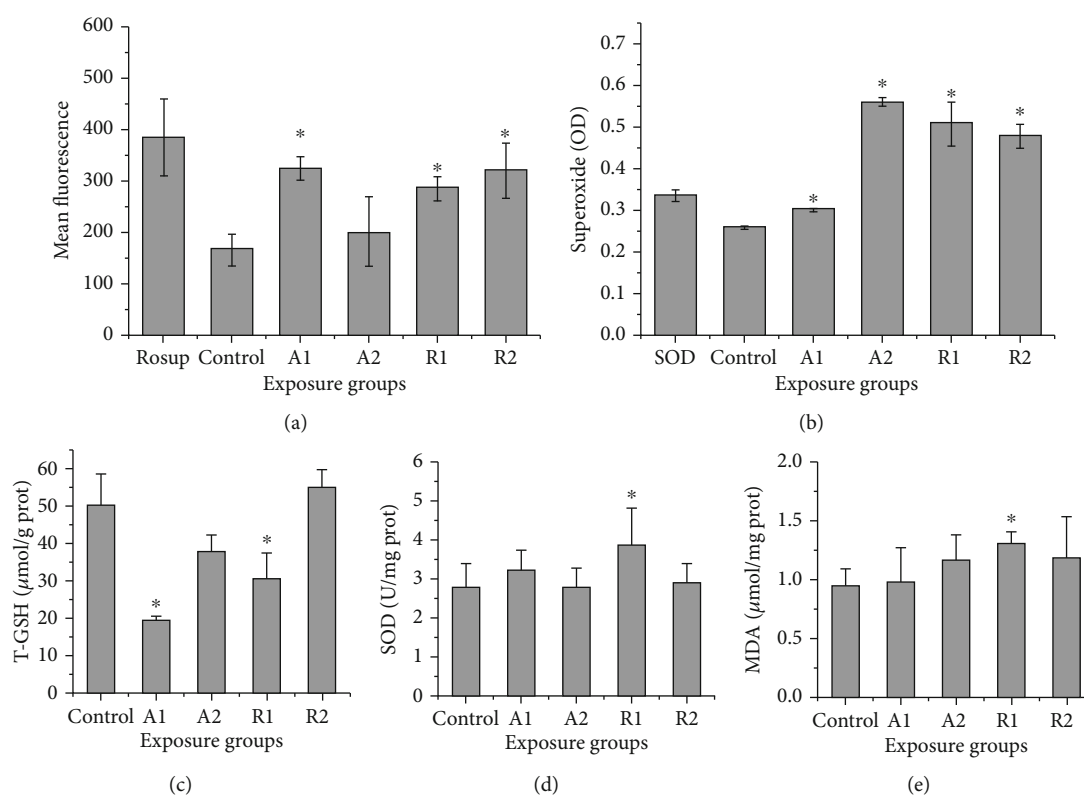 600
500
400
300
200
100
0
Mean fluorescence
*
*
*
Rosup Control A1 A2 R1 R2
Exposure groups
(a)
0.7
0.6
0.5
0.4
0.3
0.2
0.1
0.0
Superoxide (OD)
*
*
*
*
SOD Control A1 A2 R1 R2
Exposure groups
(b)
60
50
40
30
20
10
0
T-GSH (μmol/g prot)
*
*
Control A1 A2 R1 R2
Exposure groups
(c)
6
5
4
3
2
1
0
SOD (U/mg prot)
*
Control A1 A2 R1 R2
Exposure groups
(d)
2.0
1.5
1.0
0.5
0.0
MDA (μmol/mg prot)
*
Control A1 A2 R1 R2
Exposure groups
(e)